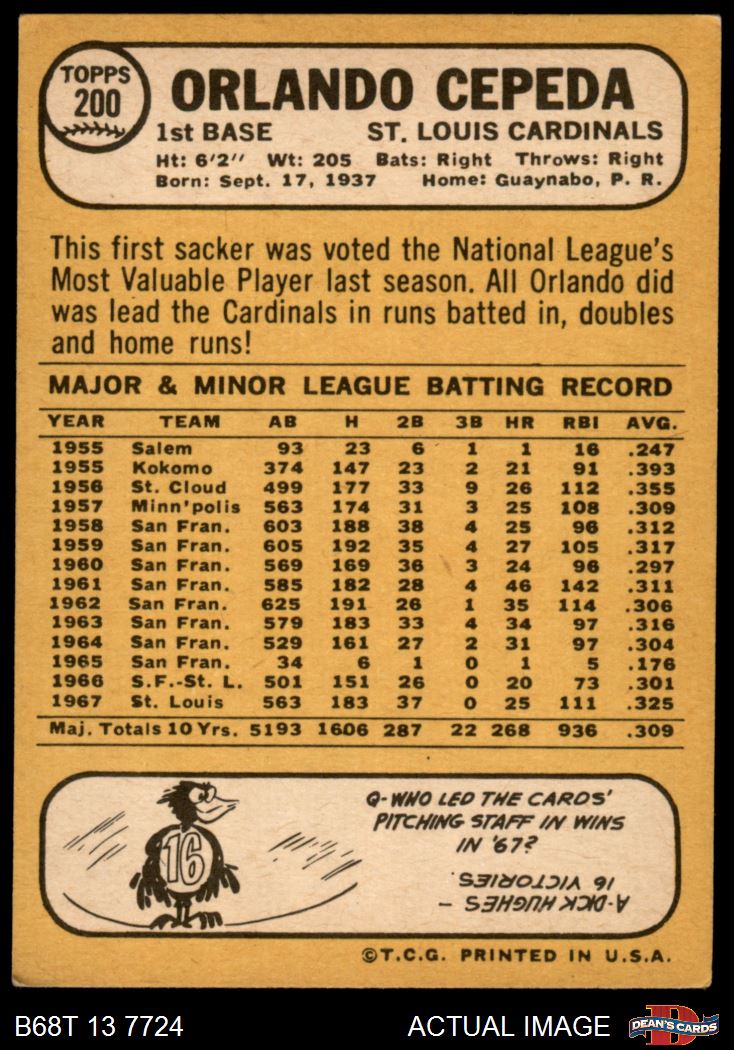 TOPPS
200
ORLANDO CEPEDA
1st BASE ST. LOUIS CARDINALS
Ht: 6'2" Wt: 205 Bats: Right Throws: Right
Born: Sept. 17, 1937 Home: Guaynabo, P. R.
This first sacker was voted the National League's
Most Valuable Player last season. All Orlando did
was lead the Cardinals in runs batted in, doubles
and home runs!
MAJOR & MINOR LEAGUE BATTING RECORD
YEAR TEAM AB H 2B 3B HR RBI AVG.
1955 Salem 93 23 6 1 1 16 .247
1955 Kokomo 374 147 23 2 21 91 .393
1956 St. Cloud 499 177 33 9 26 112 .355
1957 Minn'polis 563 174 31 3 25 108 .309
1958 San Fran. 603 188 38 4 25 96 .312
1959 San Fran. 605 192 35 4 27 105 .317
1960 San Fran. 569 169 36 3 24 96 .297
1961 San Fran. 585 182 28 4 46 142 .311
1962 San Fran. 625 191 26 1 35 114 .306
1963 San Fran. 579 183 33 4 34 97 .316
1964 San Fran. 529 161 27 2 31 97 .304
1965 San Fran. 34 6 1 0 1 5 .176
1966 S.F.-St. L. 501 151 26 0 20 73 .301
1967 St. Louis 563 183 37 0 25 111 .325
Maj. Totals 10 Yrs. 5193 1606 287 22 268 936 .309
16
Q-WHO LED THE CARDS'
PITCHING STAFF IN WINS
IN '67?
A-DICK HUGHES -
16 VICTORIES.
©T.C.G. PRINTED IN U.S.A.
B68T 13 7724 ACTUAL IMAGE DEAN'S CARDS